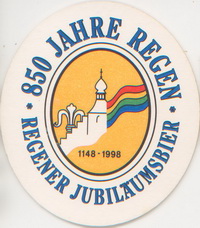 * 850 JAHRE REGEN *
REGENER JUBILÄUMSBIER
1148 - 1998